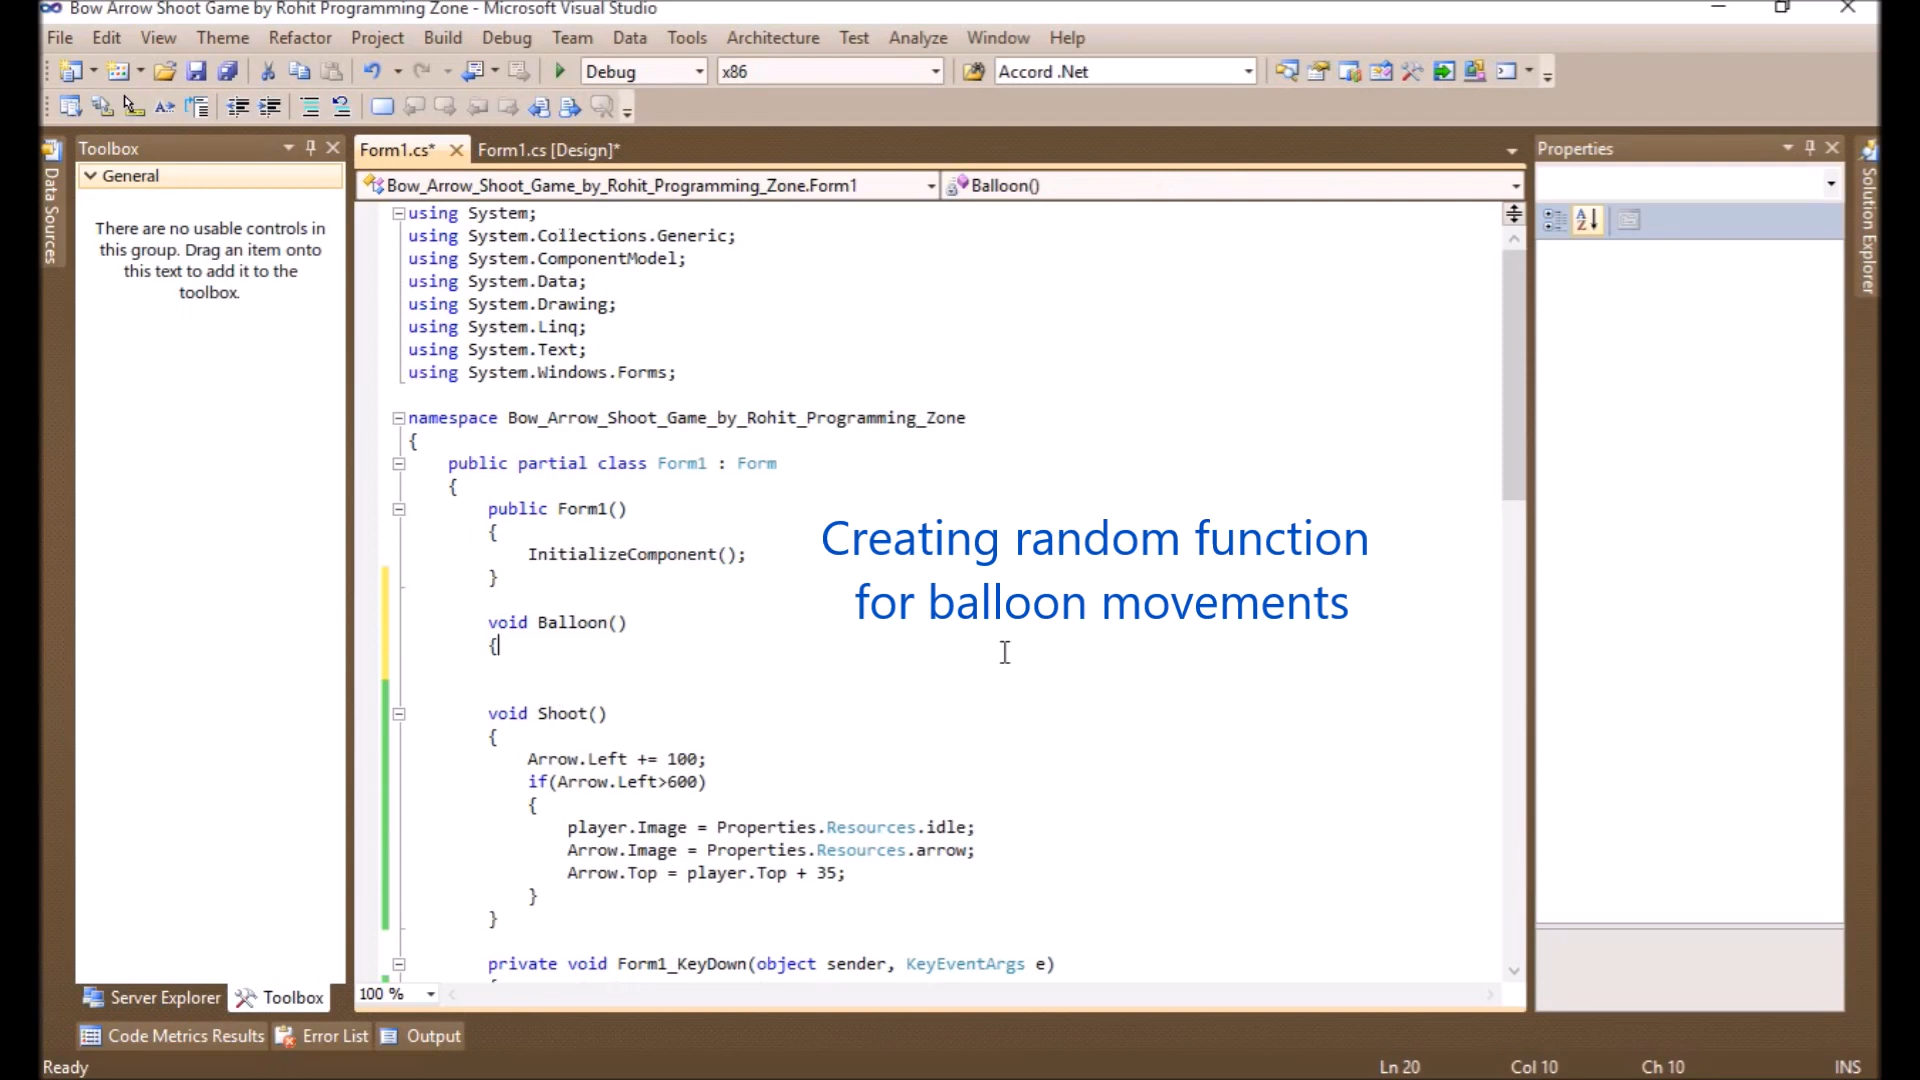 Bow Arrow Shoot Game by Rohit Programming Zone - Microsoft Visual Studio
File Edit View Theme Refactor Project Build Debug Team Data Tools Architecture Test Analyze Window Help
Debug x86 Accord .Net
Data Sources
Toolbox
General
There are no usable controls in
this group. Drag an item onto
this text to add it to the
toolbox.
Server Explorer Toolbox
Form1.cs* Form1.cs [Design]*
Bow_Arrow_Shoot_Game_by_Rohit_Programming_Zone.Form1 Balloon()
using System;
using System.Collections.Generic;
using System.ComponentModel;
using System.Data;
using System.Drawing;
using System.Linq;
using System.Text;
using System.Windows.Forms;
namespace Bow_Arrow_Shoot_Game_by_Rohit_Programming_Zone
{
public partial class Form1 : Form
{
public Form1()
{
InitializeComponent();
}
void Balloon()
{
void Shoot()
{
Arrow.Left += 100;
if(Arrow.Left>600)
{
player.Image = Properties.Resources.idle;
Arrow.Image = Properties.Resources.arrow;
Arrow.Top = player.Top + 35;
}
}
private void Form1_KeyDown(object sender, KeyEventArgs e)
100 %
Creating random function
for balloon movements
Properties
Solution Explorer
Code Metrics Results Error List Output
Ready Ln 20 Col 10 Ch 10 INS